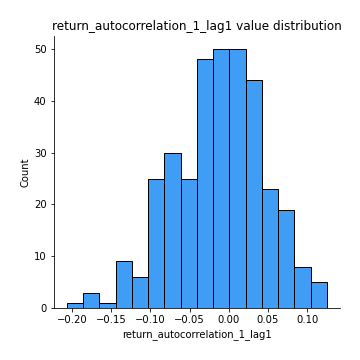 return_autocorrelation_1_lag1 value distribution
50
40
30
20
10
0
Count
−0.20 −0.15 −0.10 −0.05 0.00 0.05 0.10
return_autocorrelation_1_lag1